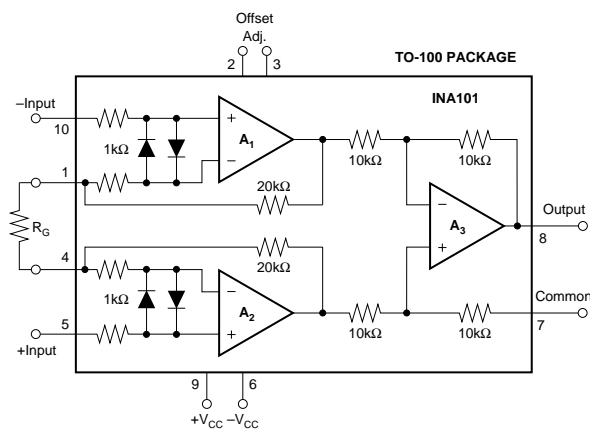 Offset
Adj.
2
3
TO-100 PACKAGE
–Input
10
1kΩ
+
–
A1
10kΩ
10kΩ
INA101
1
20kΩ
RG
–
+
A3
Output
8
4
20kΩ
1kΩ
–
+
A2
10kΩ
10kΩ
Common
7
5
+Input
9
6
+VCC
–VCC